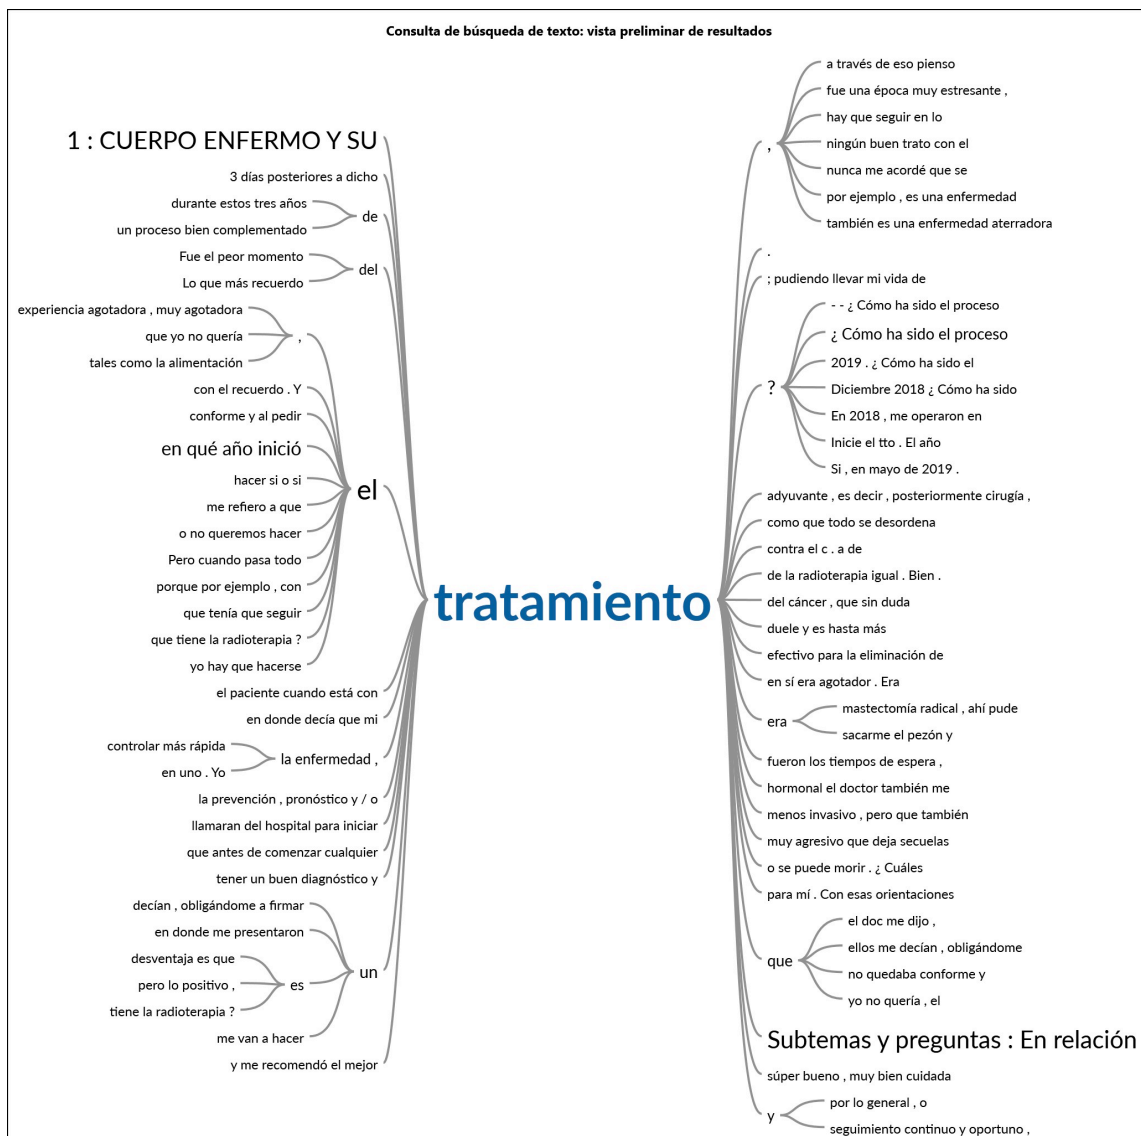 Consulta de búsqueda de texto: vista preliminar de resultados
1 : CUERPO ENFERMO Y SU
3 días posteriores a dicho
durante estos tres años
un proceso bien complementado
de
Fue el peor momento
Lo que más recuerdo
del
experiencia agotadora , muy agotadora
que yo no quería
tales como la alimentación
,
con el recuerdo . Y
conforme y al pedir
en qué año inició
hacer si o si
me refiero a que
o no queremos hacer
Pero cuando pasa todo
porque por ejemplo , con
que tenía que seguir
que tiene la radioterapia ?
yo hay que hacerse
el
el paciente cuando está con
en donde decía que mi
controlar más rápida
en uno . Yo
la enfermedad ,
la prevención , pronóstico y / o
llamaran del hospital para iniciar
que antes de comenzar cualquier
tener un buen diagnóstico y
decían , obligándome a firmar
en donde me presentaron
desventaja es que
pero lo positivo ,
tiene la radioterapia ?
es
me van a hacer
un
y me recomendó el mejor
tratamiento
,
a través de eso pienso
fue una época muy estresante ,
hay que seguir en lo
ningún buen trato con el
nunca me acordé que se
por ejemplo , es una enfermedad
también es una enfermedad aterradora
.
; pudiendo llevar mi vida de
?
- - ¿ Cómo ha sido el proceso
¿ Cómo ha sido el proceso
2019 . ¿ Cómo ha sido el
Diciembre 2018 ¿ Cómo ha sido
En 2018 , me operaron en
Inicie el tto . El año
Si , en mayo de 2019 .
adyuvante , es decir , posteriormente cirugía ,
como que todo se desordena
contra el c . a de
de la radioterapia igual . Bien .
del cáncer , que sin duda
duele y es hasta más
efectivo para la eliminación de
en sí era agotador . Era
era
mastectomía radical , ahí pude
sacarme el pezón y
fueron los tiempos de espera ,
hormonal el doctor también me
menos invasivo , pero que también
muy agresivo que deja secuelas
o se puede morir . ¿ Cuáles
para mí . Con esas orientaciones
que
el doc me dijo ,
ellos me decían , obligándome
no quedaba conforme y
yo no quería , el
Subtemas y preguntas : En relación
súper bueno , muy bien cuidada
y
por lo general , o
seguimiento continuo y oportuno ,